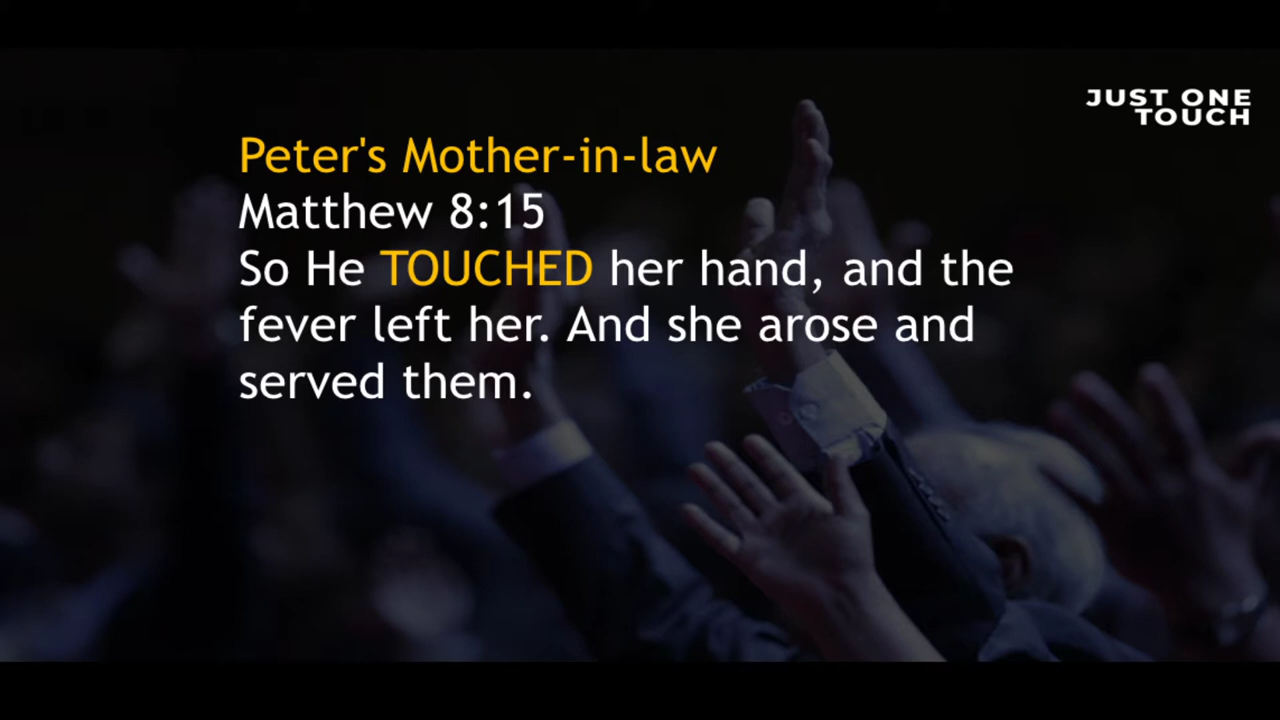 JUST ONE
TOUCH
Peter's Mother-in-law
Matthew 8:15
So He TOUCHED her hand, and the
fever left her. And she arose and
served them.